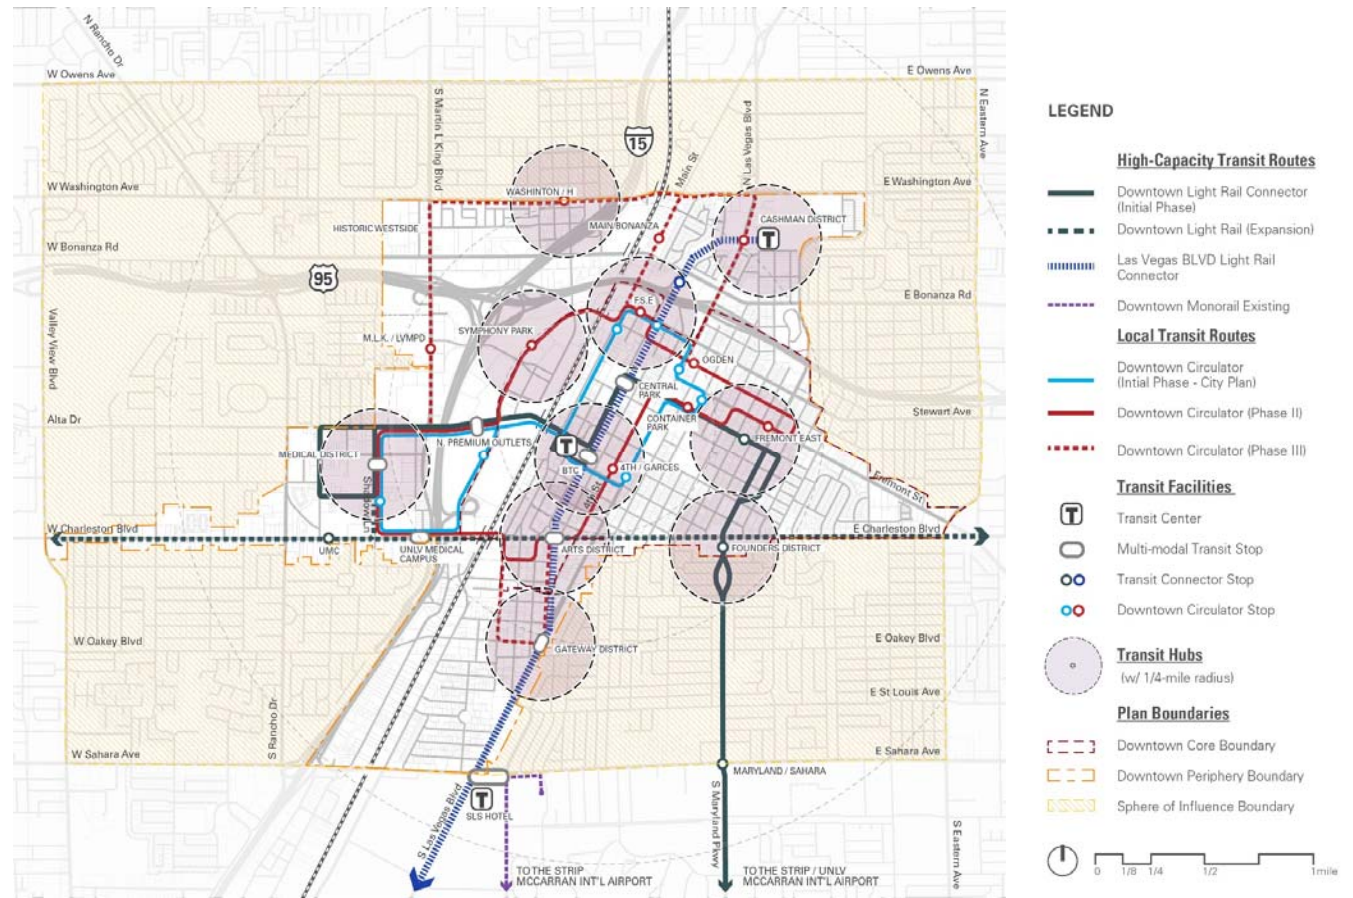 N Rancho Dr
W Owens Ave
E Owens Ave
S Martin L King Blvd
15
Main St
N Las Vegas Blvd
N Eastern Ave
W Washington Ave
WASHINTON / H
E Washington Ave
CASHMAN DISTRICT
HISTORIC WESTSIDE
MAIN/BONANZA
T
W Bonanza Rd
95
E Bonanza Rd
F.S.E
SYMPHONY PARK
M.L.K. / LVMPD
Valley View Blvd
OGDEN
CENTRAL
PARK
Alta Dr
Stewart Ave
CONTAINER
PARK
N. PREMIUM OUTLETS
FREMONT EAST
MEDICAL DISTRICT
T
BTC
4TH / GARCES
Shadow Ln
4th St
Fremont St
W Charleston Blvd
E Charleston Blvd
UMC
UNLV MEDICAL
CAMPUS
ARTS DISTRICT
FOUNDERS DISTRICT
W Oakey Blvd
E Oakey Blvd
GATEWAY DISTRICT
E St Louis Ave
S Rancho Dr
W Sahara Ave
E Sahara Ave
MARYLAND / SAHARA
T
SLS HOTEL
S Las Vegas Blvd
S Maryland Pkwy
S Eastern Ave
TO THE STRIP
MCCARRAN INT'L AIRPORT
TO THE STRIP / UNLV
MCCARRAN INT'L AIRPORT
LEGEND
High-Capacity Transit Routes
Downtown Light Rail Connector
(Initial Phase)
Downtown Light Rail (Expansion)
Las Vegas BLVD Light Rail
Connector
Downtown Monorail Existing
Local Transit Routes
Downtown Circulator
(Intial Phase - City Plan)
Downtown Circulator (Phase II)
Downtown Circulator (Phase III)
Transit Facilities
T
Transit Center
Multi-modal Transit Stop
Transit Connector Stop
Downtown Circulator Stop
Transit Hubs
(w/ 1/4-mile radius)
Plan Boundaries
Downtown Core Boundary
Downtown Periphery Boundary
Sphere of Influence Boundary
0 1/8 1/4 1/2 1mile